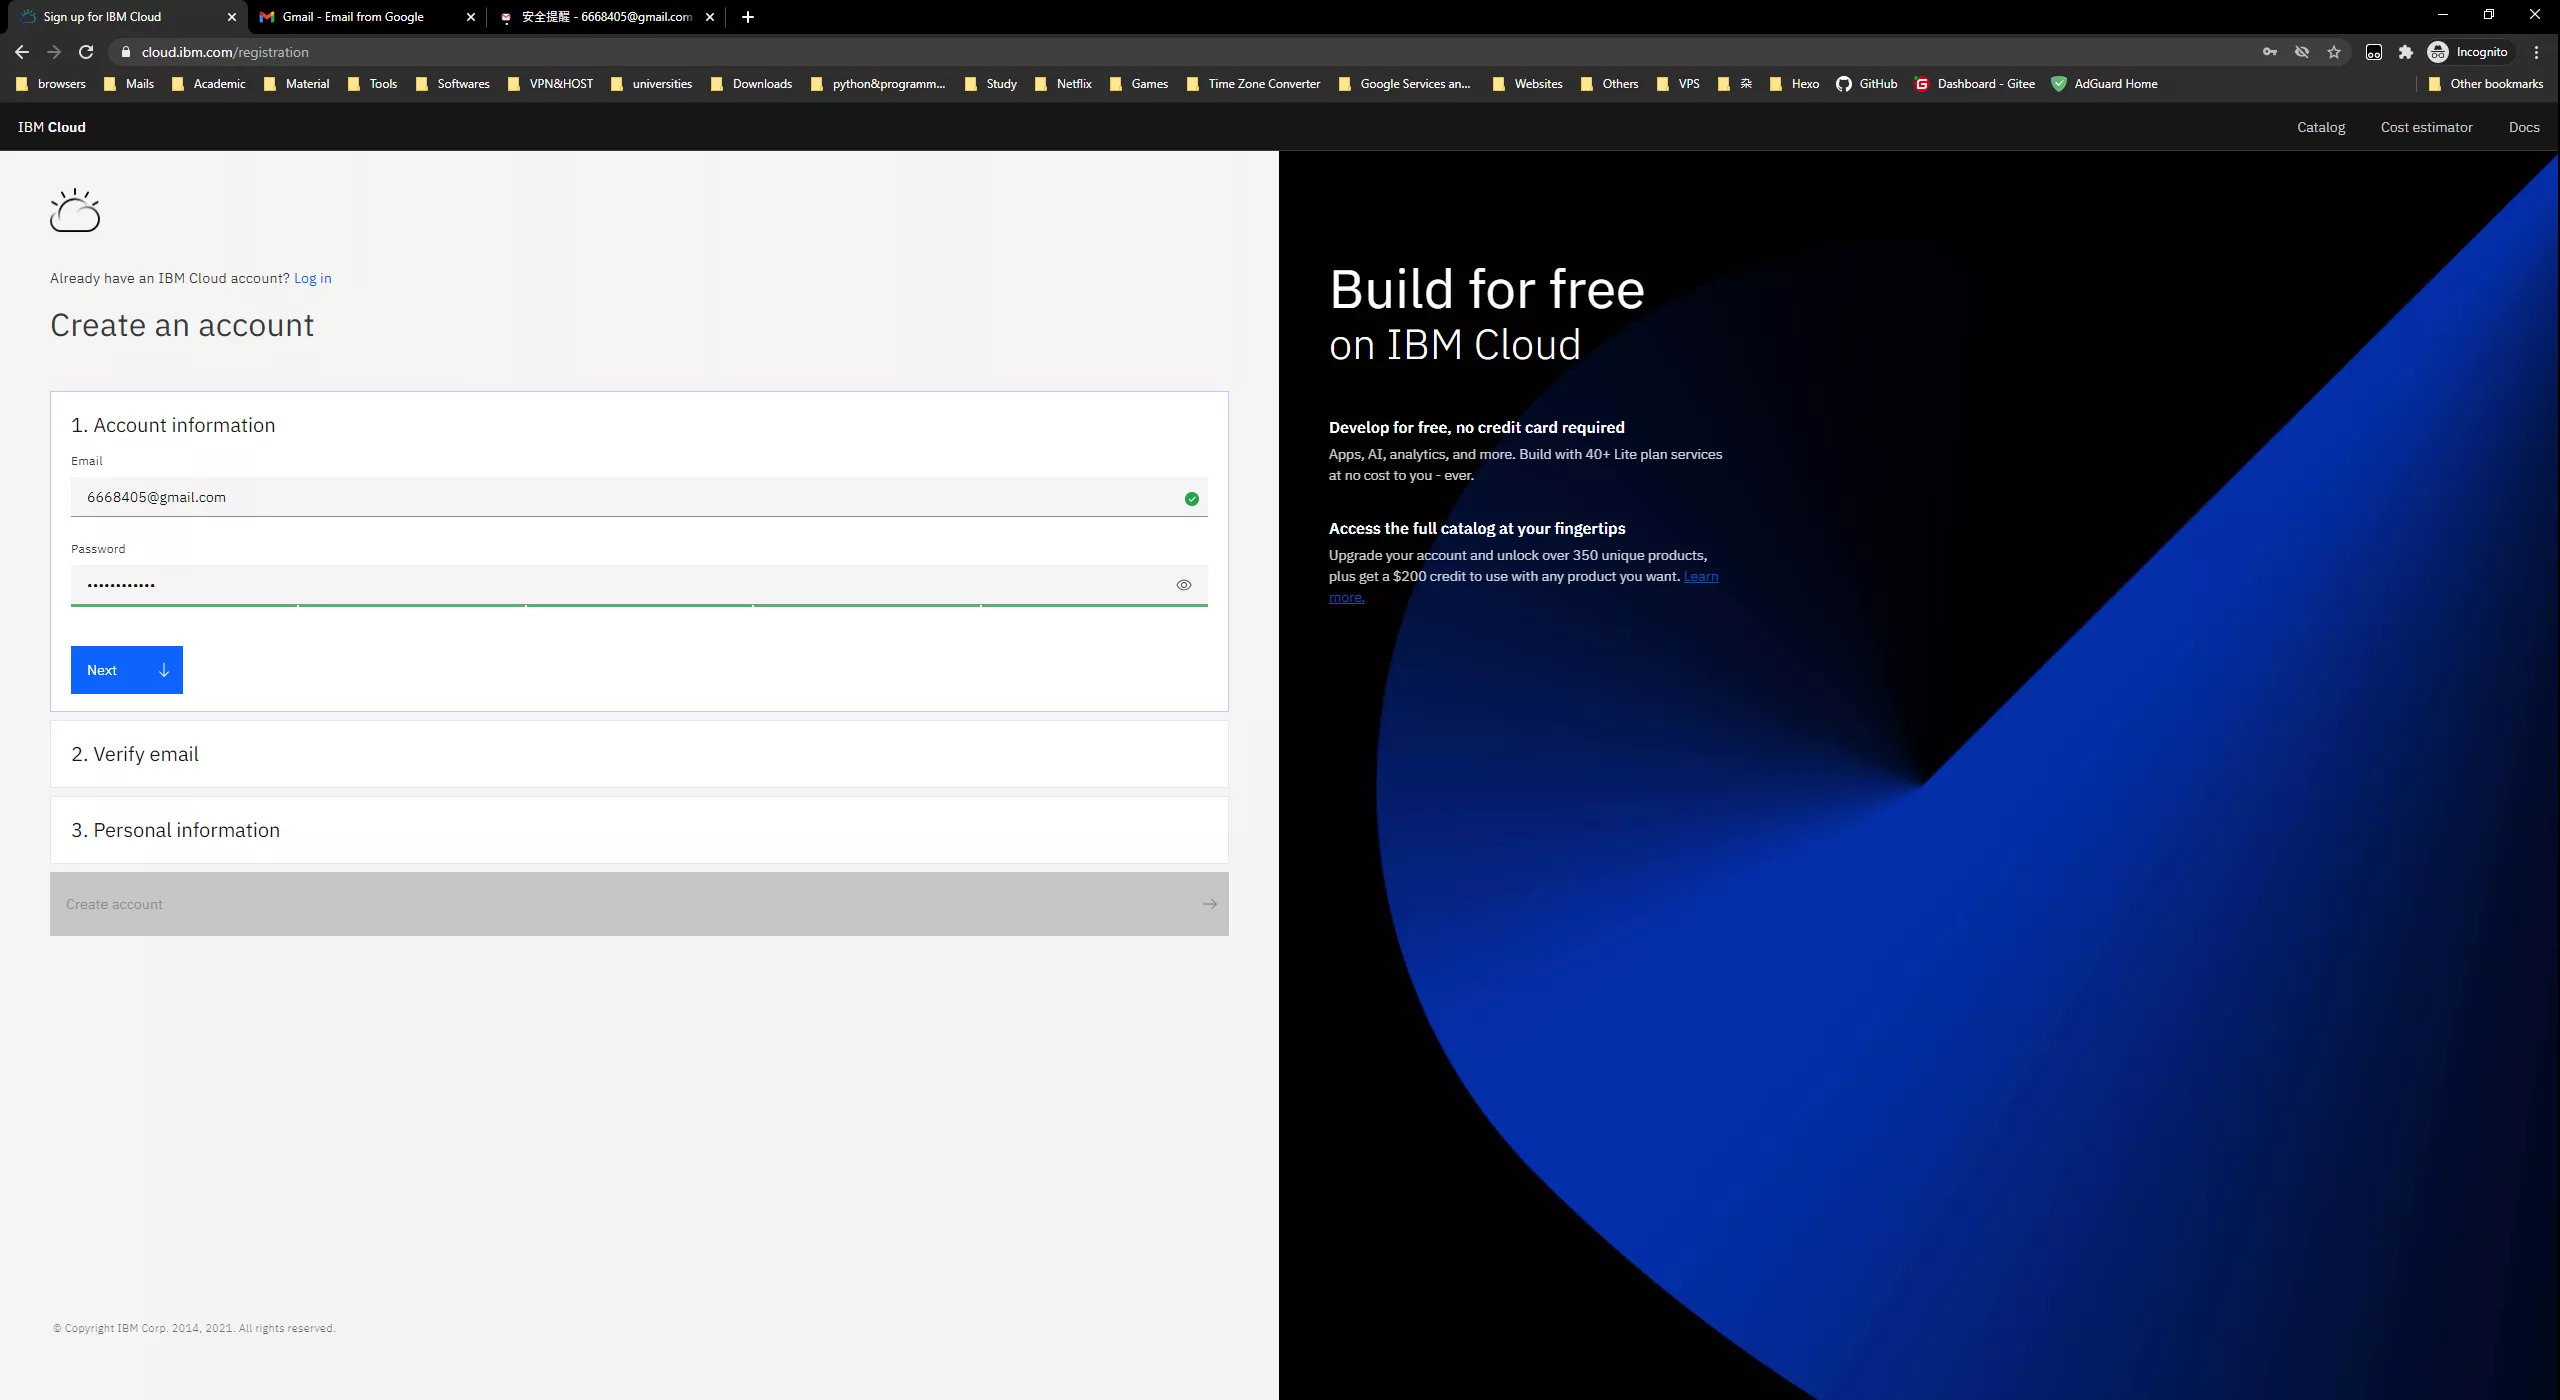 Sign up for IBM Cloud
Gmail - Email from Google
安全提醒 - 6668405@gmail.com
cloud.ibm.com/registration
Incognito
browsers
Mails
Academic
Material
Tools
Softwares
VPN&HOST
universities
Downloads
python&programm...
Study
Netflix
Games
Time Zone Converter
Google Services an...
Websites
Others
VPS
杂
Hexo
GitHub
Dashboard - Gitee
AdGuard Home
Other bookmarks
IBM Cloud
Catalog
Cost estimator
Docs
Already have an IBM Cloud account? Log in
Create an account
1. Account information
Email
6668405@gmail.com
Password
••••••••••••
Next
2. Verify email
3. Personal information
Create account
© Copyright IBM Corp. 2014, 2021. All rights reserved.
Build for free
on IBM Cloud
Develop for free, no credit card required
Apps, AI, analytics, and more. Build with 40+ Lite plan services
at no cost to you - ever.
Access the full catalog at your fingertips
Upgrade your account and unlock over 350 unique products,
plus get a $200 credit to use with any product you want. Learn
more.